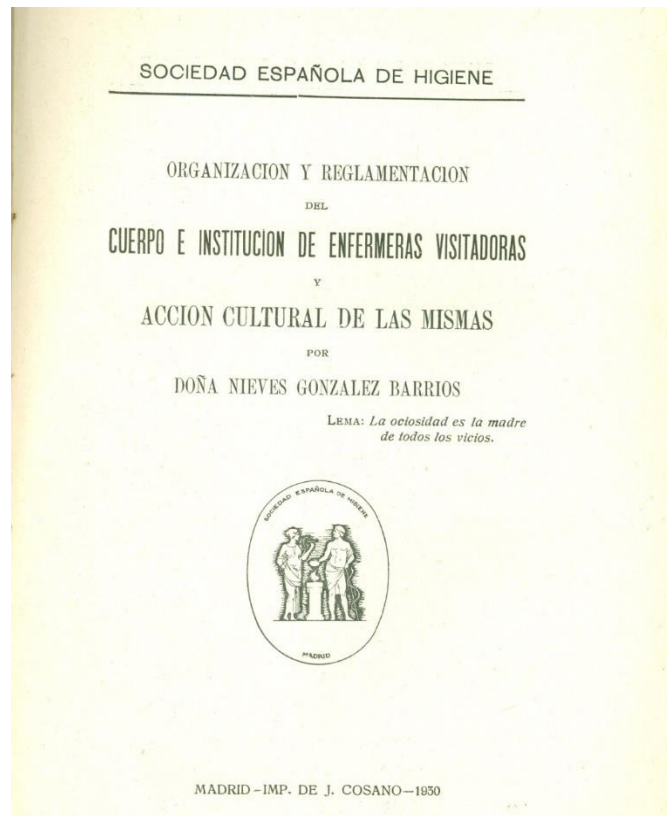 SOCIEDAD ESPAÑOLA DE HIGIENE
ORGANIZACION Y REGLAMENTACION
DEL
CUERPO E INSTITUCION DE ENFERMERAS VISITADORAS
Y
ACCION CULTURAL DE LAS MISMAS
POR
DOÑA NIEVES GONZALEZ BARRIOS
LEMA: La ociosidad es la madre
de todos los vicios.
SOCIEDAD ESPAÑOLA DE HIGIENE
MADRID
MADRID-IMP. DE J. COSANO-1930